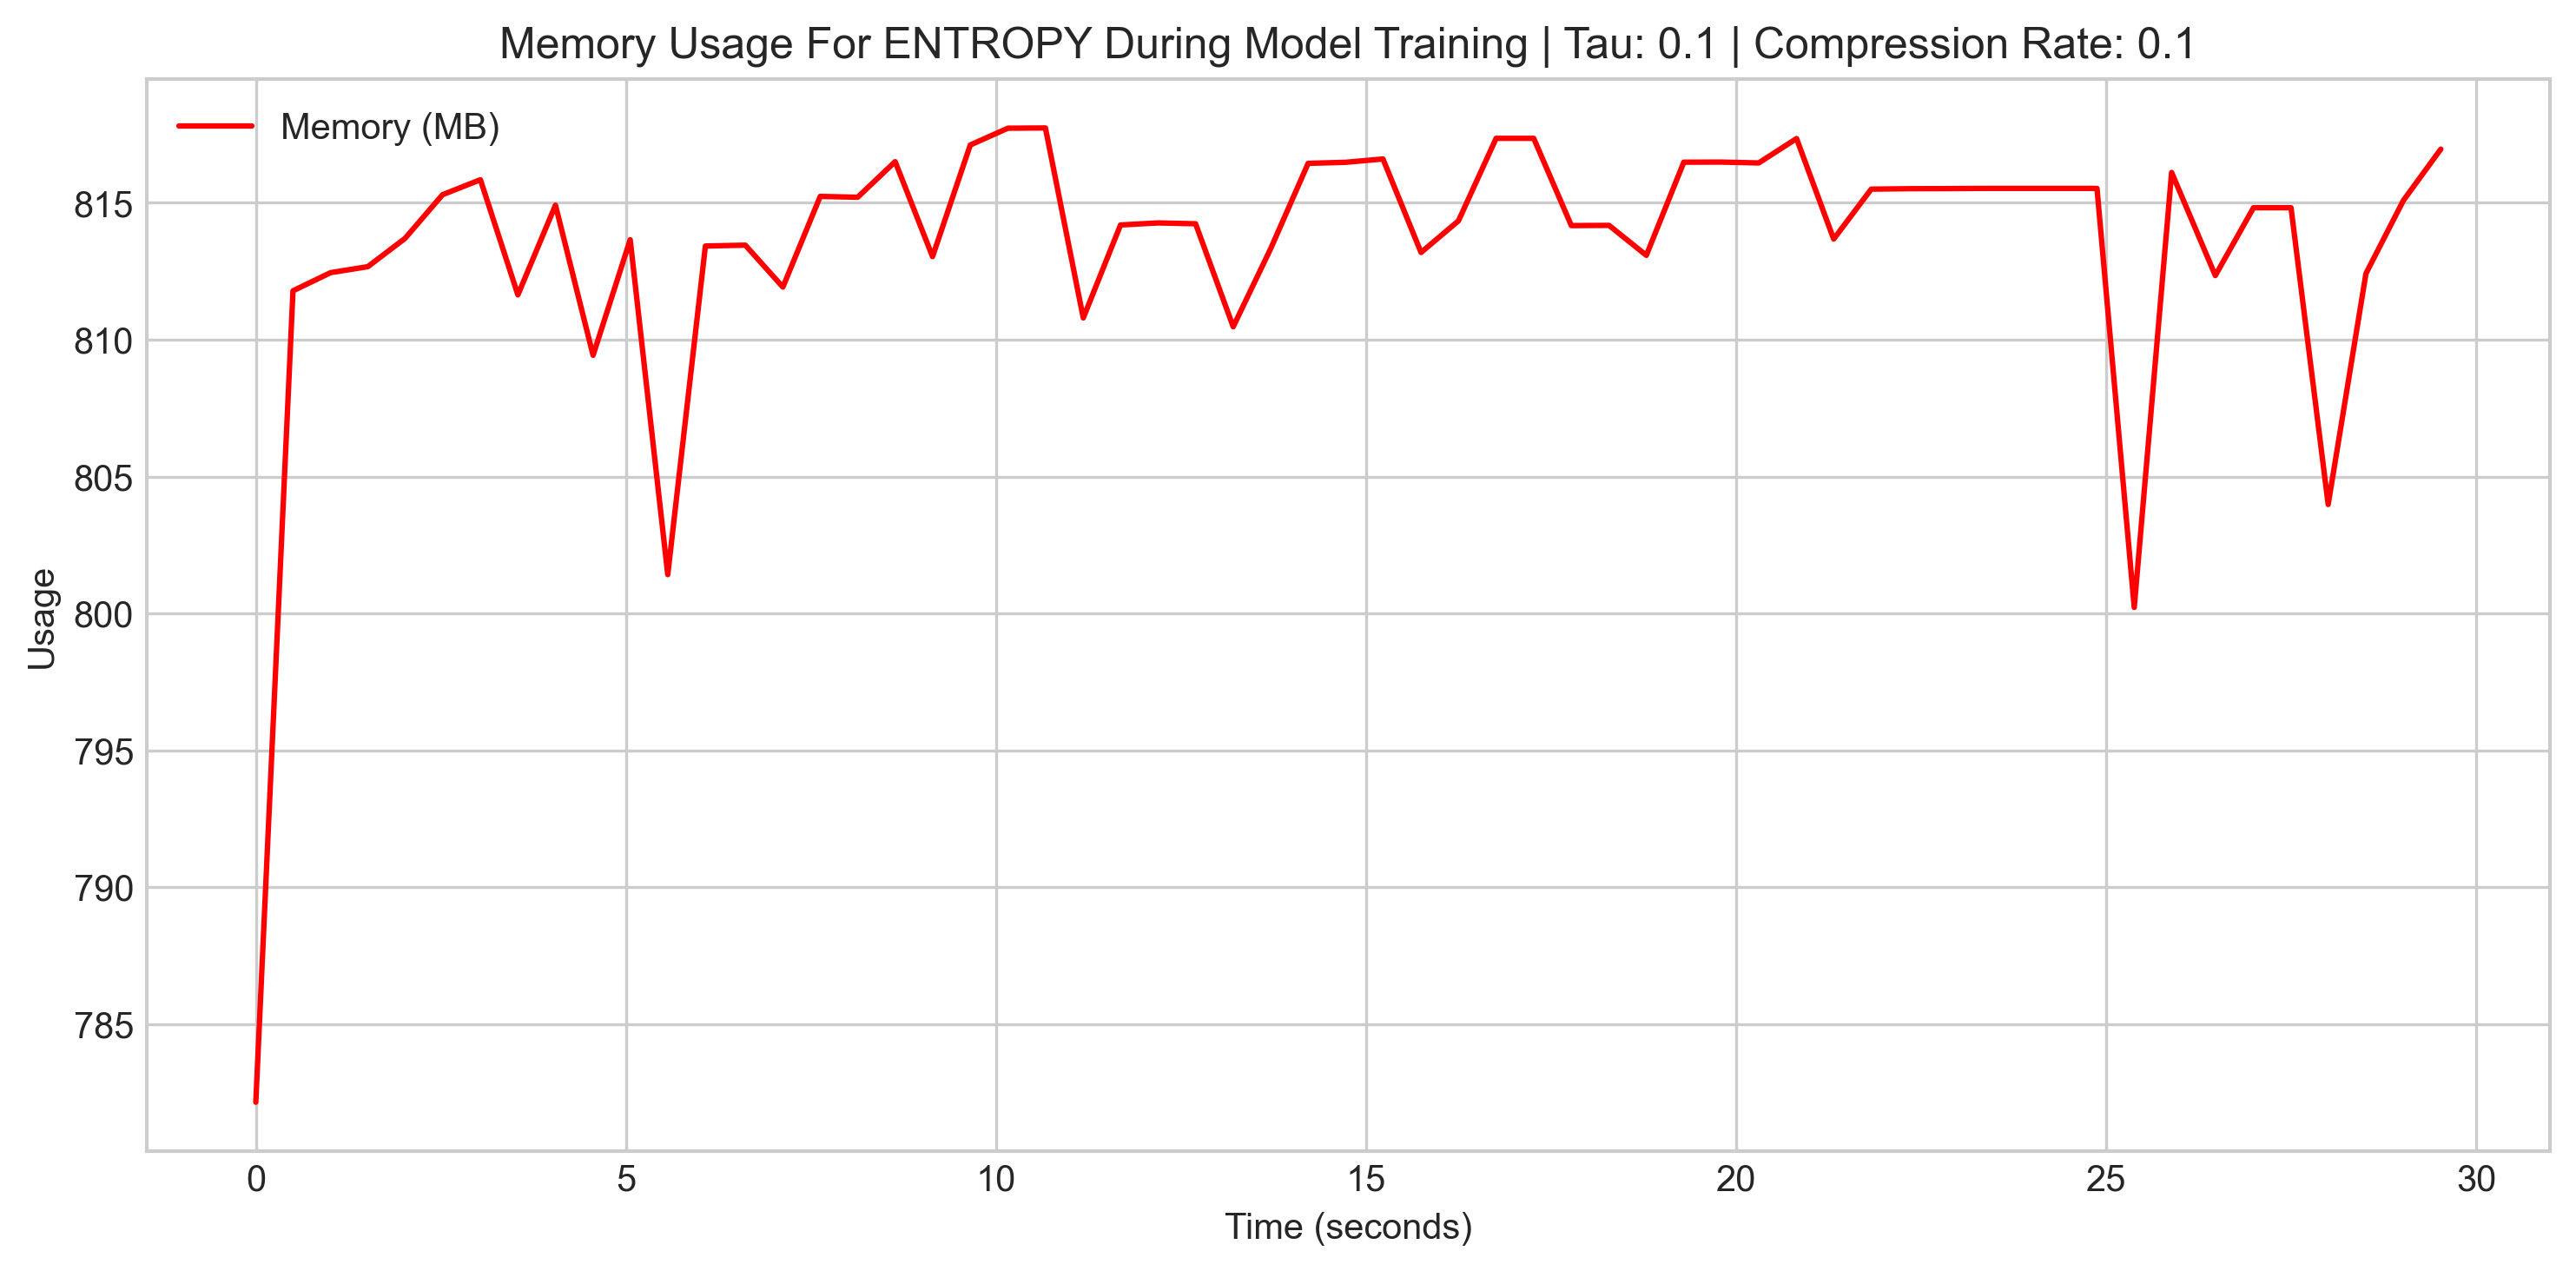 Memory Usage For ENTROPY During Model Training | Tau: 0.1 | Compression Rate: 0.1
Memory (MB)
815
810
805
800
795
790
785
Usage
0 5 10 15 20 25 30
Time (seconds)